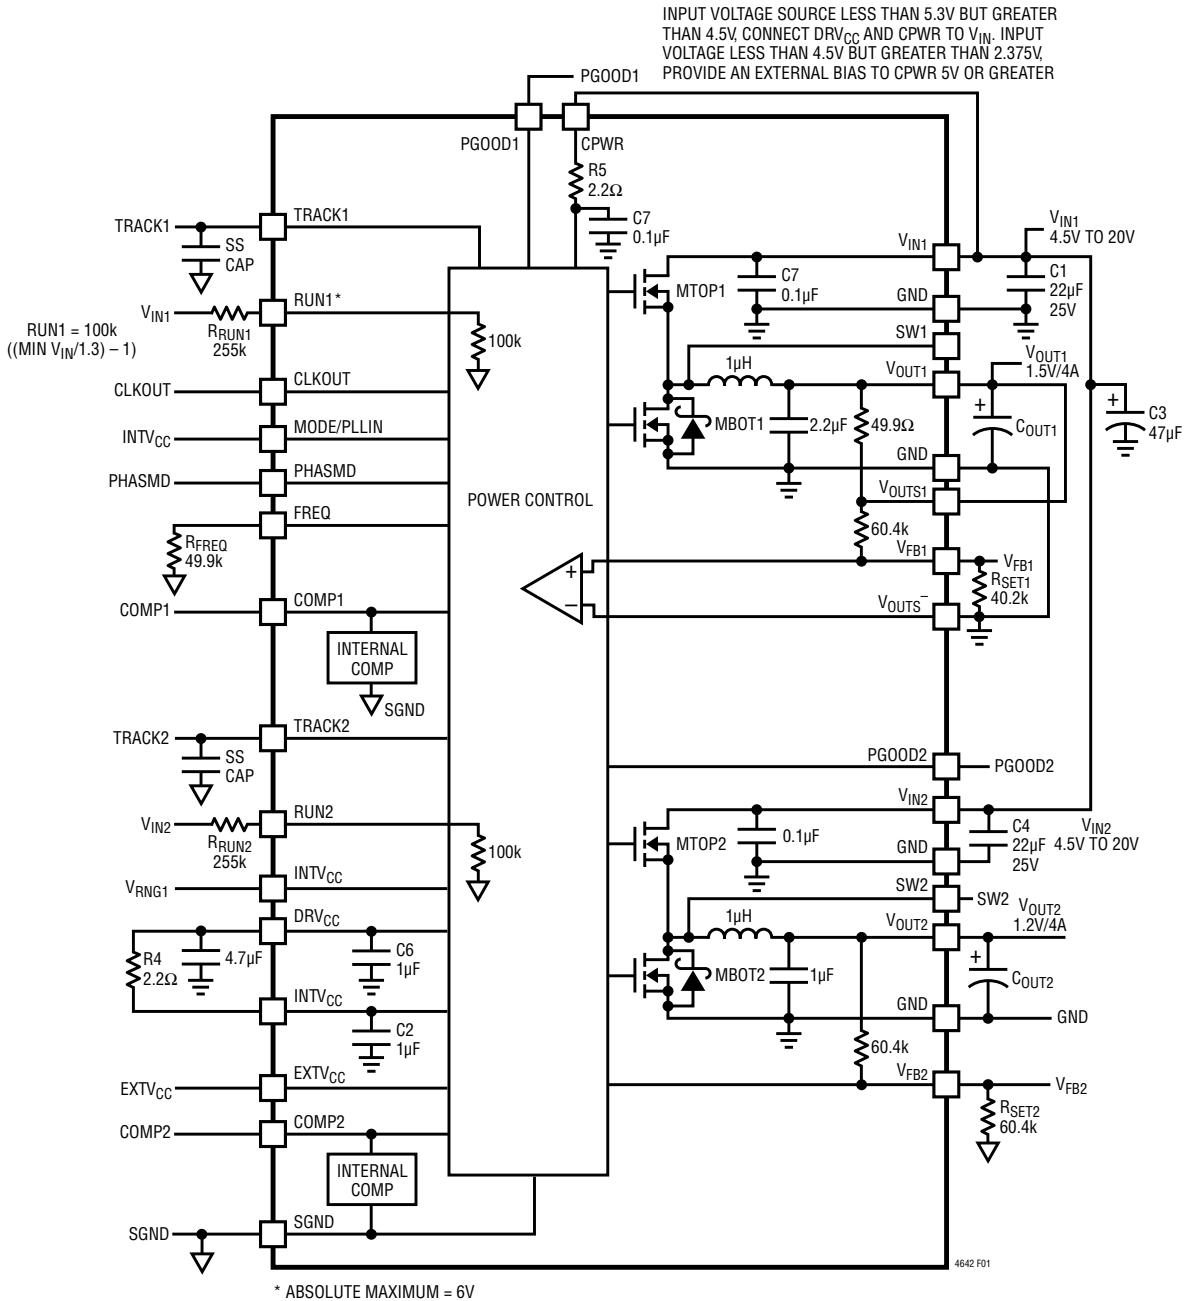 INPUT VOLTAGE SOURCE LESS THAN 5.3V BUT GREATER
THAN 4.5V, CONNECT DRVCC AND CPWR TO VIN. INPUT
VOLTAGE LESS THAN 4.5V BUT GREATER THAN 2.375V,
PROVIDE AN EXTERNAL BIAS TO CPWR 5V OR GREATER
PGOOD1
PGOOD1
CPWR
R5
2.2Ω
C7
0.1µF
TRACK1
TRACK1
SS
CAP
VIN1
RUN1*
RRUN1
255k
RUN1 = 100k
((MIN VIN/1.3) – 1)
100k
CLKOUT
CLKOUT
INTVCC
MODE/PLLIN
PHASMD
PHASMD
FREQ
RFREQ
49.9k
COMP1
COMP1
INTERNAL
COMP
SGND
TRACK2
TRACK2
SS
CAP
VIN2
RUN2
RRUN2
255k
100k
VRNG1
INTVCC
DRVCC
R4
2.2Ω
4.7µF
C6
1µF
INTVCC
C2
1µF
EXTVCC
EXTVCC
COMP2
COMP2
INTERNAL
COMP
SGND
SGND
POWER CONTROL
+
–
MTOP1
C7
0.1µF
VIN1
VIN1
4.5V TO 20V
C1
22µF
25V
GND
SW1
1µH
VOUT1
VOUT1
1.5V/4A
MBOT1
2.2µF
49.9Ω
+
COUT1
+
C3
47µF
GND
VOUTS1
60.4k
VFB1
VFB1
RSET1
40.2k
VOUTS–
PGOOD2
PGOOD2
VIN2
MTOP2
0.1µF
C4
22µF
25V
VIN2
4.5V TO 20V
GND
SW2
SW2
1µH
VOUT2
VOUT2
1.2V/4A
MBOT2
1µF
+
COUT2
GND
GND
60.4k
VFB2
VFB2
RSET2
60.4k
4642 F01
* ABSOLUTE MAXIMUM = 6V